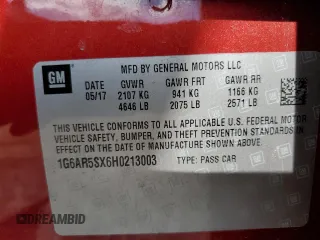 GM
MFD BY GENERAL MOTORS LLC
DATE GVWR GAWR FRT GAWR RR
05/17 2107 KG 941 KG 1166 KG
4646 LB 2075 LB 2571 LB
THIS VEHICLE CONFORMS TO ALL APPLICABLE U.S. FEDERAL MOTOR
VEHICLE SAFETY, BUMPER, AND THEFT PREVENTION STANDARDS
IN EFFECT ON THE DATE OF MANUFACTURE SHOWN ABOVE.
1G6AR5SX6H0213003 TYPE: PASS CAR
DREAMBID